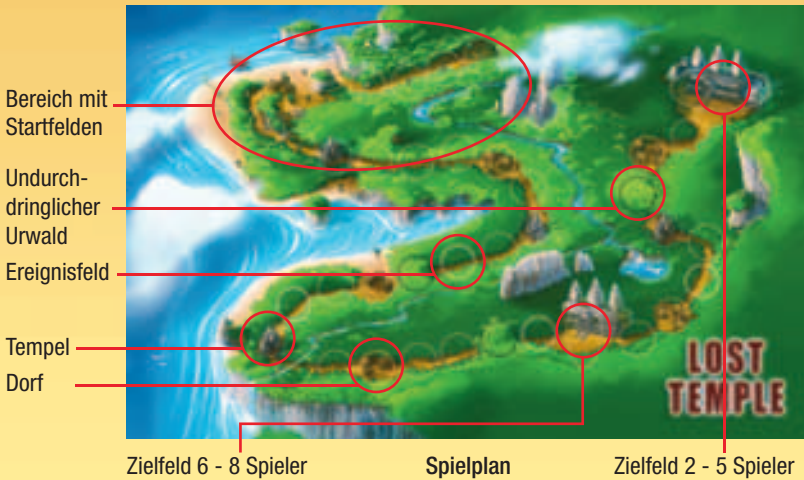 Bereich mit
Startfelden
Undurch-
dringlicher
Urwald
Ereignisfeld
Tempel
Dorf
LOST
TEMPLE
Zielfeld 6 - 8 Spieler
Spielplan
Zielfeld 2 - 5 Spieler